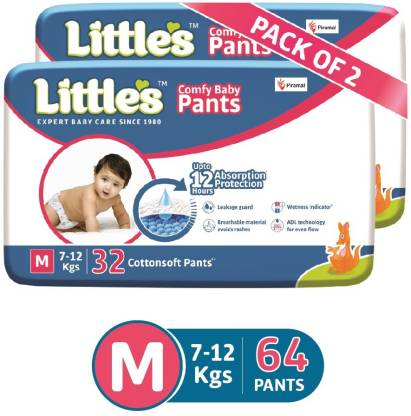 Little's™
Comfy
Pants
Piramal
PACK OF 2
Little's™
EXPERT BABY CARE SINCE 1980
Comfy Baby
Pants
Piramal
Upto
12 Hours
Absorption
Protection
Leakage guard
Wetness indicator
Breathable material
avoids rashes
ADL technology
for even flow
M
7-12
Kgs
32 Cottonsoft Pants
M
7-12
Kgs
64
PANTS